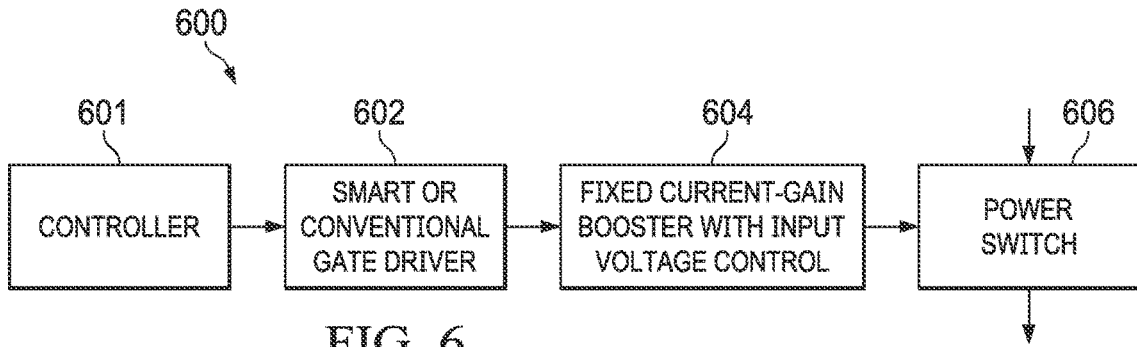 600
601
602
604
606
CONTROLLER
SMART OR
CONVENTIONAL
GATE DRIVER
FIXED CURRENT-GAIN
BOOSTER WITH INPUT
VOLTAGE CONTROL
POWER
SWITCH
FIG. 6